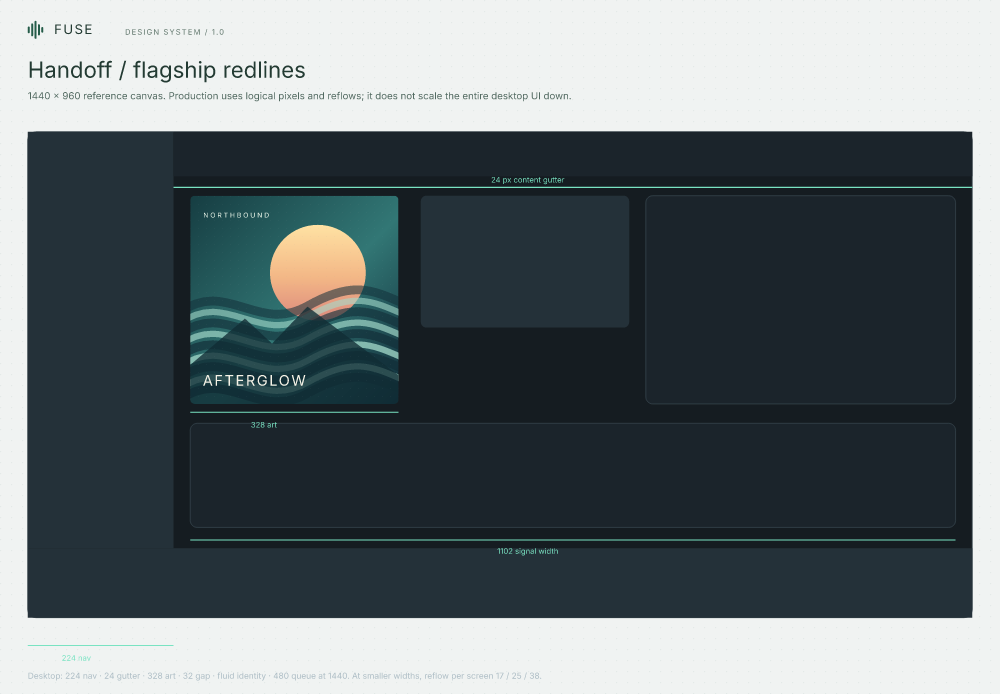 FUSE
DESIGN SYSTEM / 1.0
Handoff / flagship redlines
1440 × 960 reference canvas. Production uses logical pixels and reflows; it does not scale the entire desktop UI down.
24 px content gutter
NORTHBOUND
AFTERGLOW
328 art
1102 signal width
224 nav
Desktop: 224 nav · 24 gutter · 328 art · 32 gap · fluid identity · 480 queue at 1440. At smaller widths, reflow per screen 17 / 25 / 38.